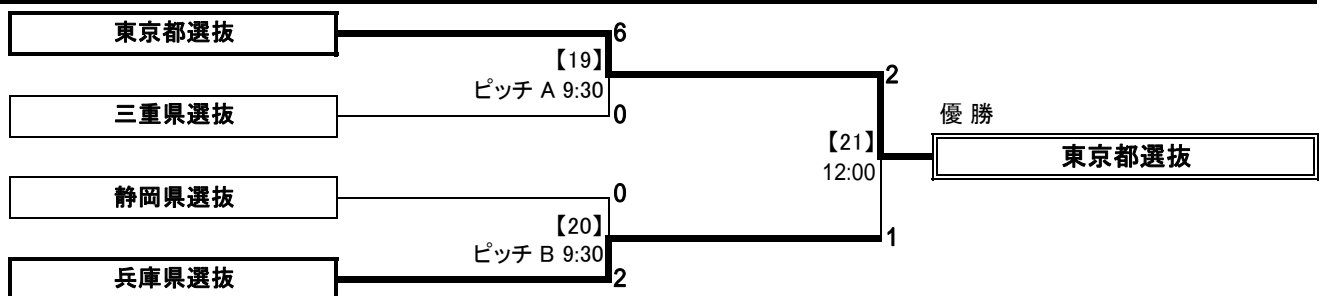 東京都選抜
6
【19】
ピッチ A 9:30
2
三重県選抜
0
優 勝
【21】
12:00
東京都選抜
静岡県選抜
0
【20】
ピッチ B 9:30
1
兵庫県選抜
2